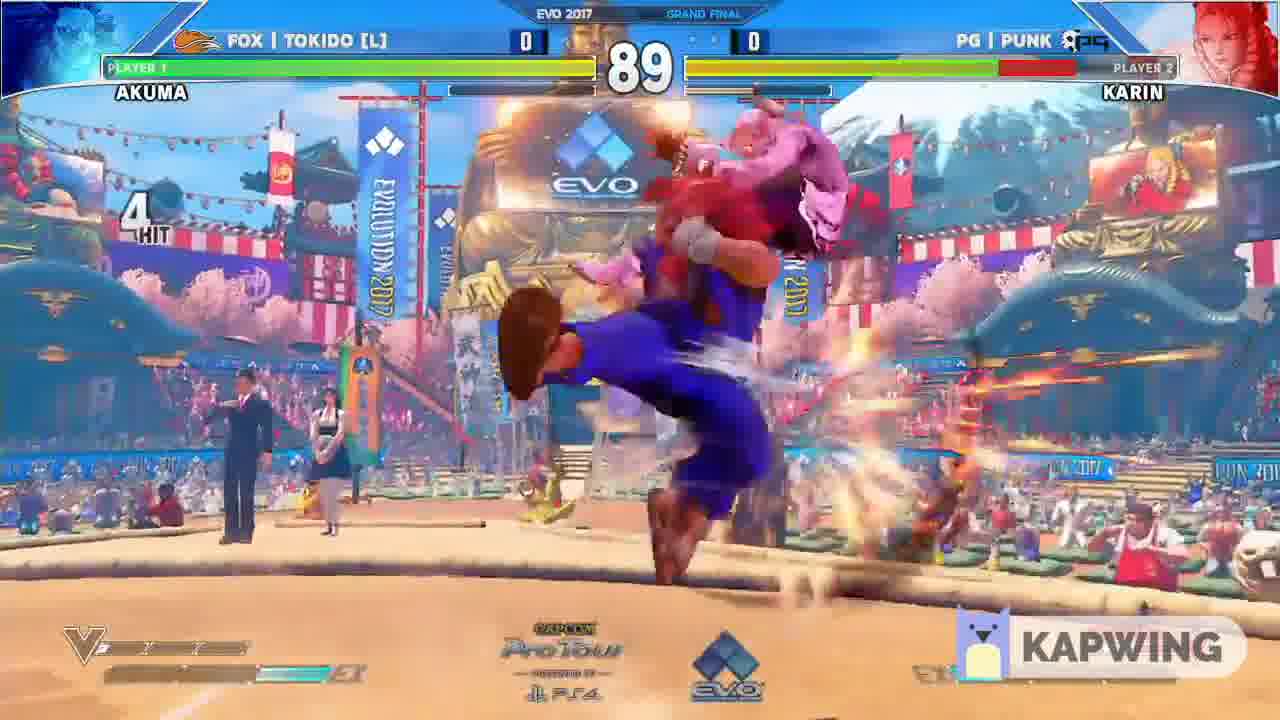 EVO 2017 GRAND FINAL
FOX | TOKIDO [L] 0 89 0 PG | PUNK
PLAYER 1 PLAYER 2
AKUMA KARIN
EVO
EVOLUTION 2017
4 HIT
CAPCOM
Pro Tour
PS4
EVO
KAPWING